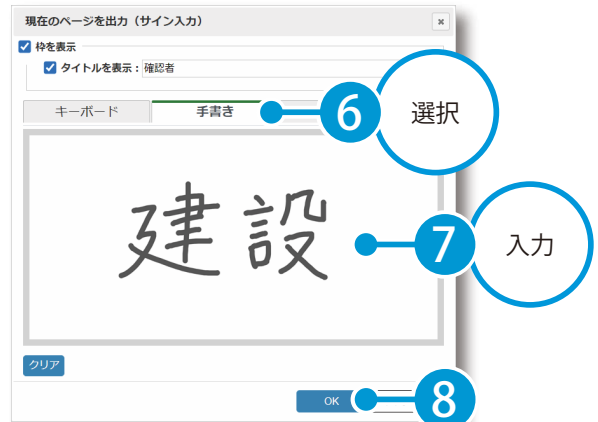 現在のページを出力（サイン入力）
枠を表示
タイトルを表示：確認者
キーボード 手書き
6 選択
建設
7 入力
クリア
OK
8